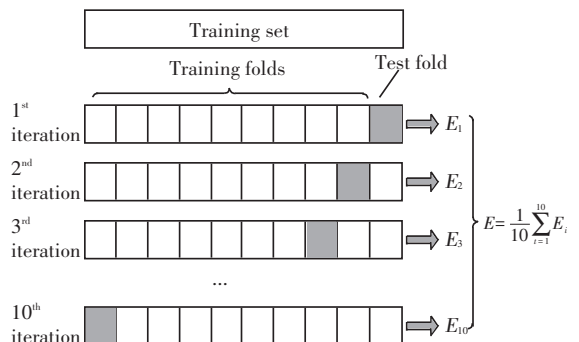 Training set
Training folds
Test fold
1st
iteration
E1
2nd
iteration
E2
3rd
iteration
E3
E= 1/10 ∑ i=1 10 Ei
...
10th
iteration
E10